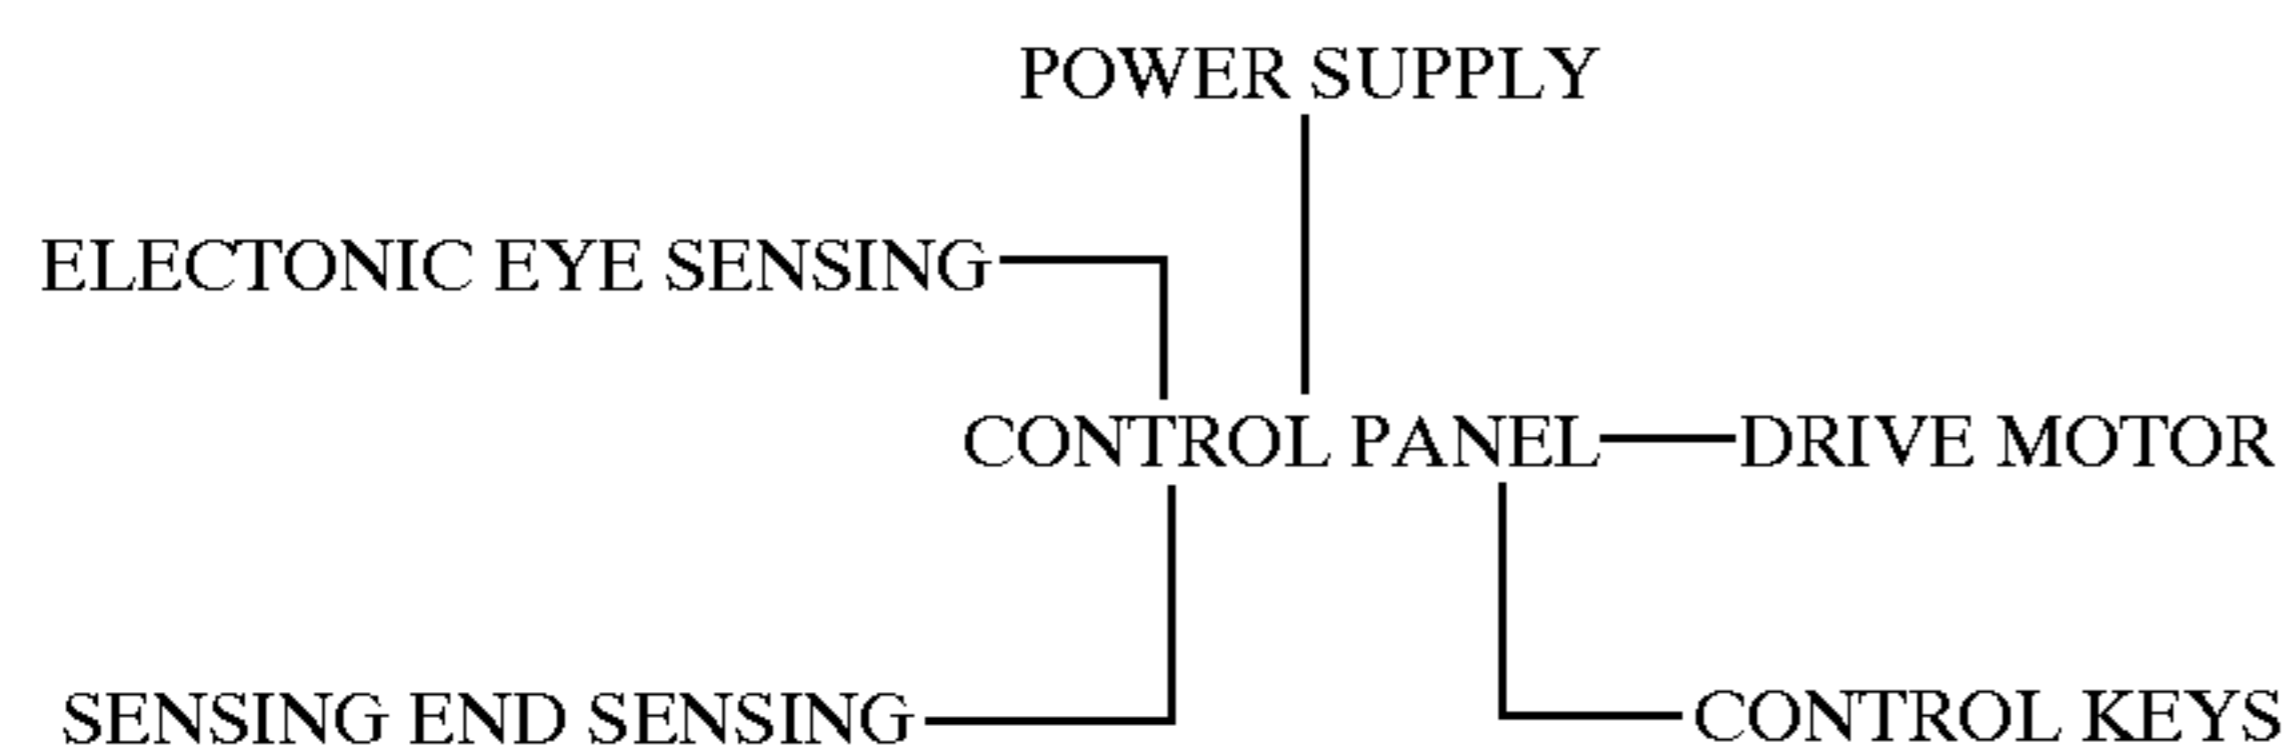 POWER SUPPLY
ELECTONIC EYE SENSING
CONTROL PANEL
DRIVE MOTOR
SENSING END SENSING
CONTROL KEYS